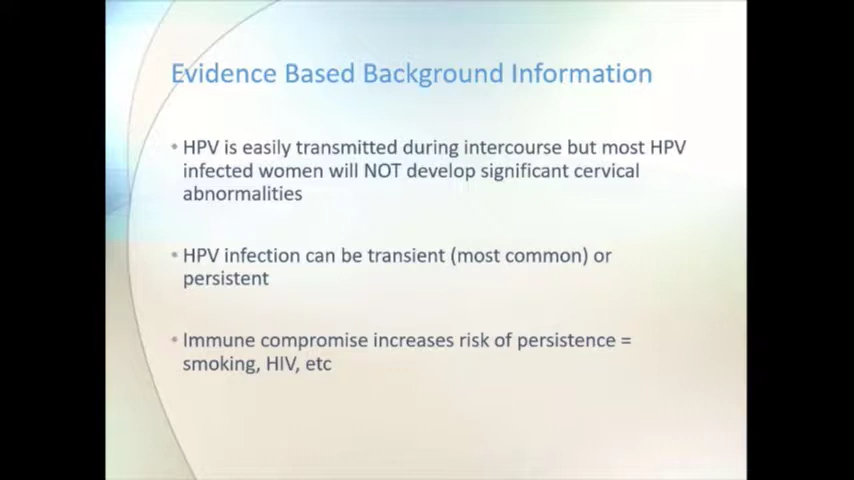 Evidence Based Background Information
• HPV is easily transmitted during intercourse but most HPV
infected women will NOT develop significant cervical
abnormalities
• HPV infection can be transient (most common) or
persistent
• Immune compromise increases risk of persistence =
smoking, HIV, etc